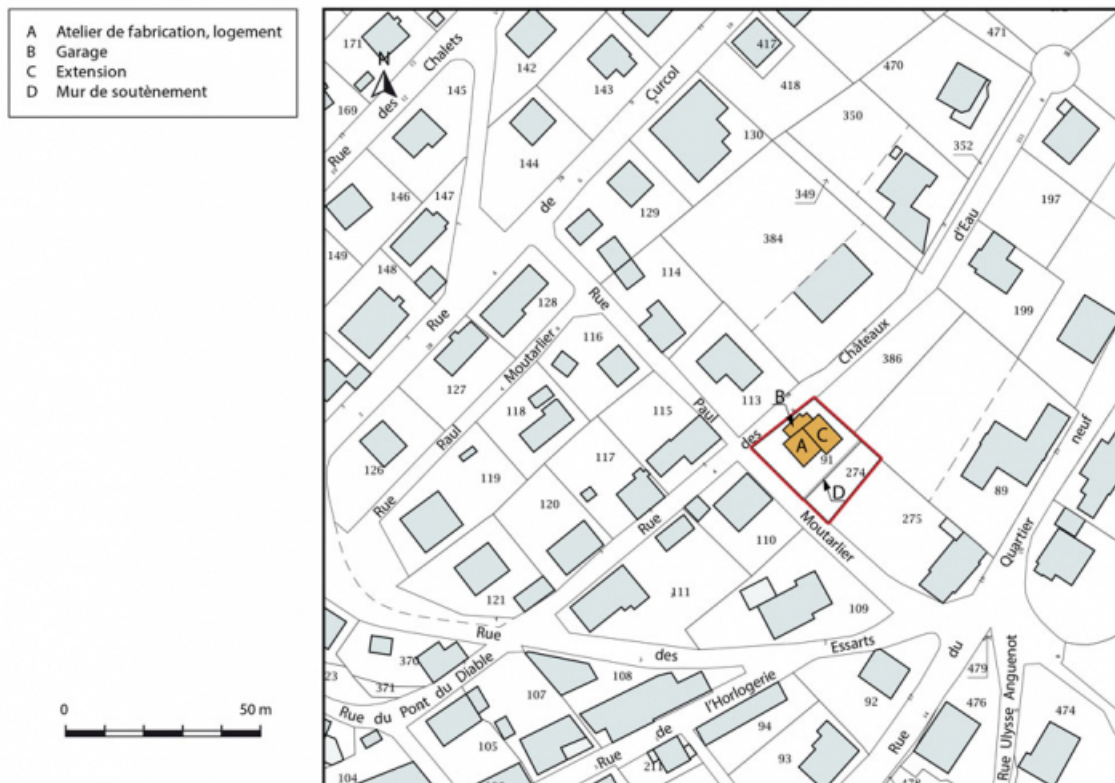 A Atelier de fabrication, logement
B Garage
C Extension
D Mur de soutènement
N
0 50 m
171
169
Rue des Chalets
145
142
143
144
417
418
Rue de Curcol
471
470
350
352
349
130
129
384
197
199
d'Eau
Châteaux
des
Rue
146
147
149
148
128
114
116
Rue Paul Moutarlier
127
118
115
113
386
B
A
C
91
274
D
126
119
117
120
110
275
89
Rue Paul Moutarlier
Rue du Quartier neuf
121
111
109
Rue des Essarts
370
371
23
Rue du Pont du Diable
107
108
105
104
Rue de l'Horlogerie
94
93
92
211
479
476
478
474
Rue Ulysse Anguenot